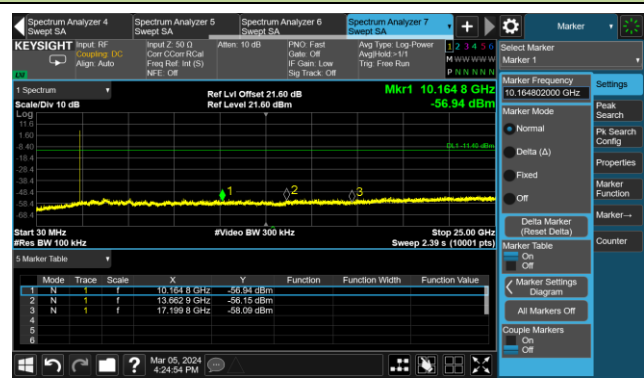 Spectrum Analyzer 4
Swept SA
Spectrum Analyzer 5
Swept SA
Spectrum Analyzer 6
Swept SA
Spectrum Analyzer 7
Swept SA
+
Marker
KEYSIGHT
Input: RF
Coupling: DC
Align: Auto
Input Z: 50 Ω
Corr CCorr RCal
Freq Ref: Int (S)
NFE: Off
Atten: 10 dB
PNO: Fast
Gate: Off
IF Gain: Low
Sig Track: Off
Avg Type: Log-Power
Avg|Hold:>1/1
Trig: Free Run
1 2 3 4 5 6
M W W W W W
P N N N N N
Select Marker
Marker 1
1 Spectrum
Scale/Div 10 dB
Ref Lvl Offset 21.60 dB
Ref Level 21.60 dBm
Mkr1 10.164 8 GHz
-56.94 dBm
Log
11.6
1.60
-8.40
-18.4
-28.4
-38.4
-48.4
-58.4
-68.4
DL1 -11.40 dBm
1
2
3
Start 30 MHz
#Res BW 100 kHz
#Video BW 300 kHz
Stop 25.00 GHz
Sweep 2.39 s (10001 pts)
5 Marker Table
Mode Trace Scale X Y Function Function Width Function Value
1 N 1 f 10.164 8 GHz -56.94 dBm
2 N 1 f 13.662 9 GHz -56.15 dBm
3 N 1 f 17.199 8 GHz -58.09 dBm
4
5
6
Marker Frequency
10.164802000 GHz
Marker Mode
Normal
Delta (Δ)
Fixed
Off
Delta Marker
(Reset Delta)
Marker Table
On
Off
Marker Settings
Diagram
All Markers Off
Couple Markers
On
Off
Settings
Peak
Search
Pk Search
Config
Properties
Marker
Function
Marker→
Counter
?
Mar 05, 2024
4:24:54 PM